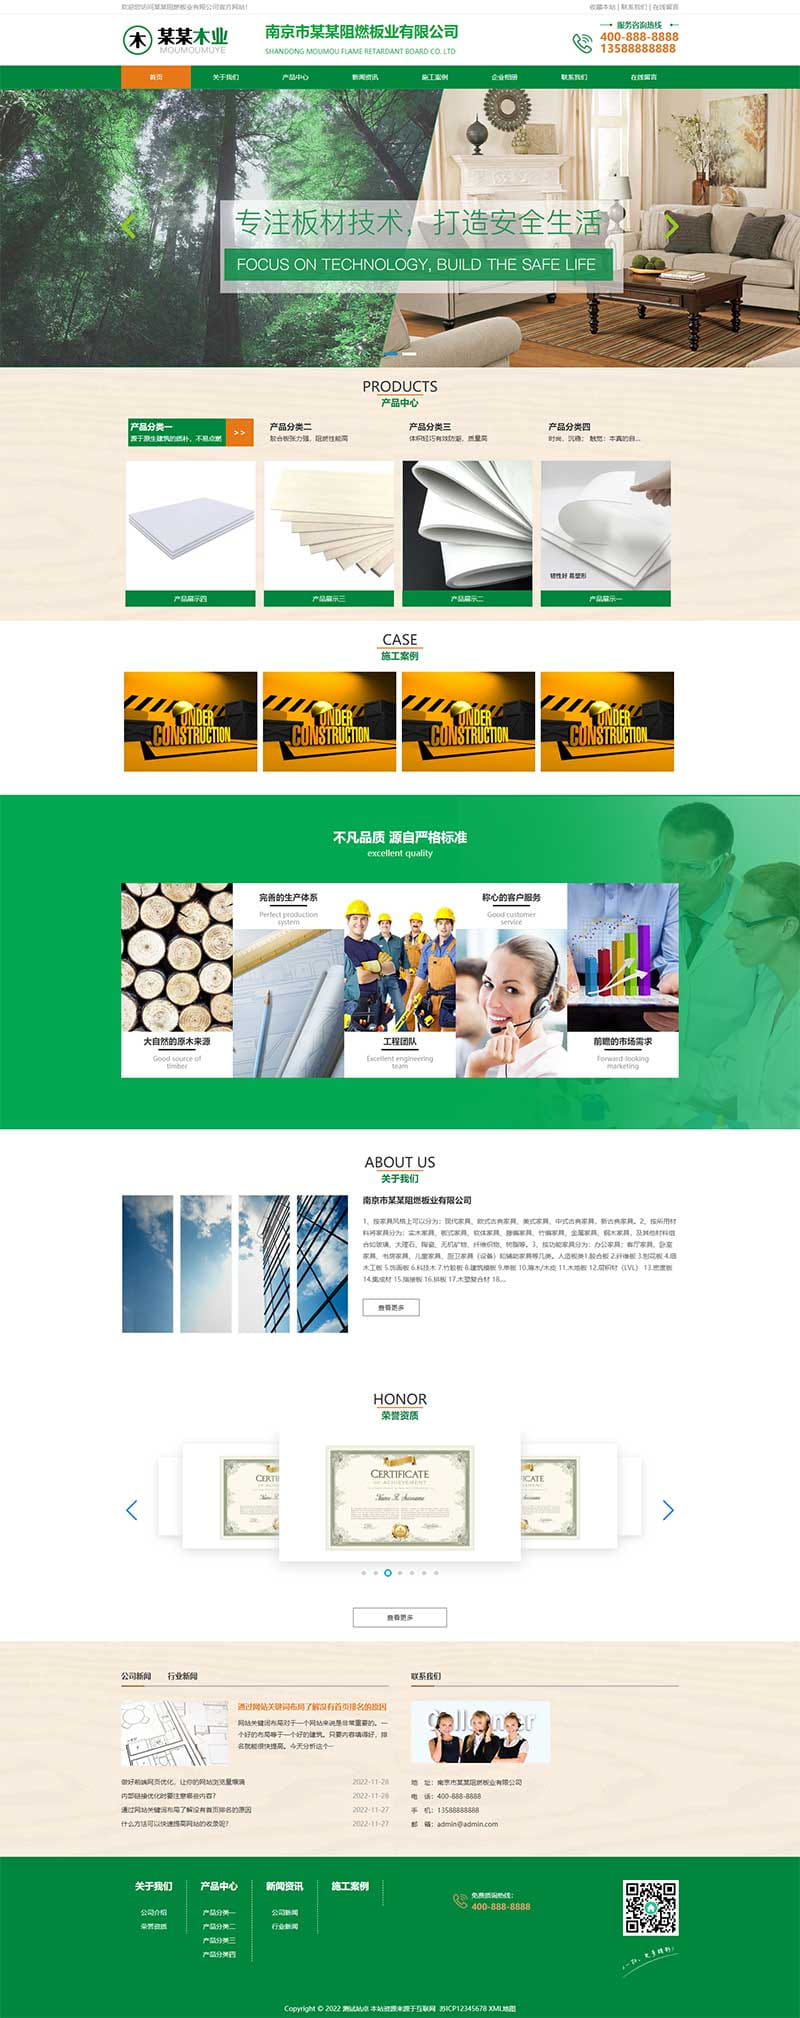 欢迎您访问某某阻燃板业有限公司官方网站!
收藏本站 | 联系我们 | 在线留言
木 某某木业
MOUMOUMUYE
南京市某某阻燃板业有限公司
SHANDONG MOUMOU FLAME RETARDANT BOARD CO. LTD
服务咨询热线
400-888-8888
13588888888
首页 关于我们 产品中心 新闻资讯 施工案例 企业相册 联系我们 在线留言
专注板材技术，打造安全生活
FOCUS ON TECHNOLOGY, BUILD THE SAFE LIFE
PRODUCTS
产品中心
产品分类一 产品分类二 产品分类三 产品分类四
源于原生建筑的质朴、不易点燃 >> 胶合板张力强、阻燃性能高 体积轻巧有效防潮，质量高 时尚、沉稳； 触觉：丰真的自...
韧性好 易塑形
产品展示四 产品展示三 产品展示二 产品展示一
CASE
施工案例
UNDER CONSTRUCTION UNDER CONSTRUCTION UNDER CONSTRUCTION UNDER CONSTRUCTION
不凡品质 源自严格标准
excellent quality
完善的生产体系 称心的客户服务
Perfect production system Good customer service
大自然的原木来源 工程团队 前瞻的市场需求
Good source of timber Excellent engineering team Forward-looking marketing
ABOUT US
关于我们
南京市某某阻燃板业有限公司
1、按家具风格上可以分为：现代家具、欧式古典家具、美式家具、中式古典家具、新古典家具。2、按所用材
料将家具分为：实木家具、板式家具、软体家具、藤编家具、竹编家具、金属家具、钢木家具，及其他材料组
合如玻璃、大理石、陶瓷、无机矿物、纤维织物、树脂等。3、按功能家具分为：办公家具；客厅家具、卧室
家具、书房家具、儿童家具、厨卫家具（设备）和辅助家具等几类。人造板类1.胶合板 2.纤维板 3.刨花板 4.细
木工板 5.饰面板 6.科技木 7.竹胶板 8.建筑模板 9.单板 10.薄木/木皮 11.木地板 12.层积材（LVL） 13.密度板
14.集成材 15.指接板 16.拼板 17.木塑复合材 18....
查看更多
HONOR
荣誉资质
CERTIFICATE
OF ACHIEVEMENT
Name & Surname
查看更多
公司新闻 行业新闻
通过网站关键词布局了解没有首页排名的原因
网站关键词布局对于一个网站来说是非常重要的。一
个好的布局等于一个好的建筑。只要内容填得好，排
名就能很快提高。今天分析这个···
做好前端网页优化，让你的网站浏览量爆满 2022-11-28
内部链接优化时要注意哪些内容? 2022-11-28
通过网站关键词布局了解没有首页排名的原因 2022-11-27
什么方法可以快速提高网站的收录呢? 2022-11-27
联系我们
地 址：南京市某某阻燃板业有限公司
电 话：400-888-8888
手 机：13588888888
邮 箱：admin@admin.com
关于我们 产品中心 新闻资讯 施工案例
公司介绍 产品分类一 公司新闻
荣誉资质 产品分类二 行业新闻
产品分类三
产品分类四
免费质询热线：
400-888-8888
Copyright © 2022 测试站点 本站资源来源于互联网 苏ICP12345678 XML地图